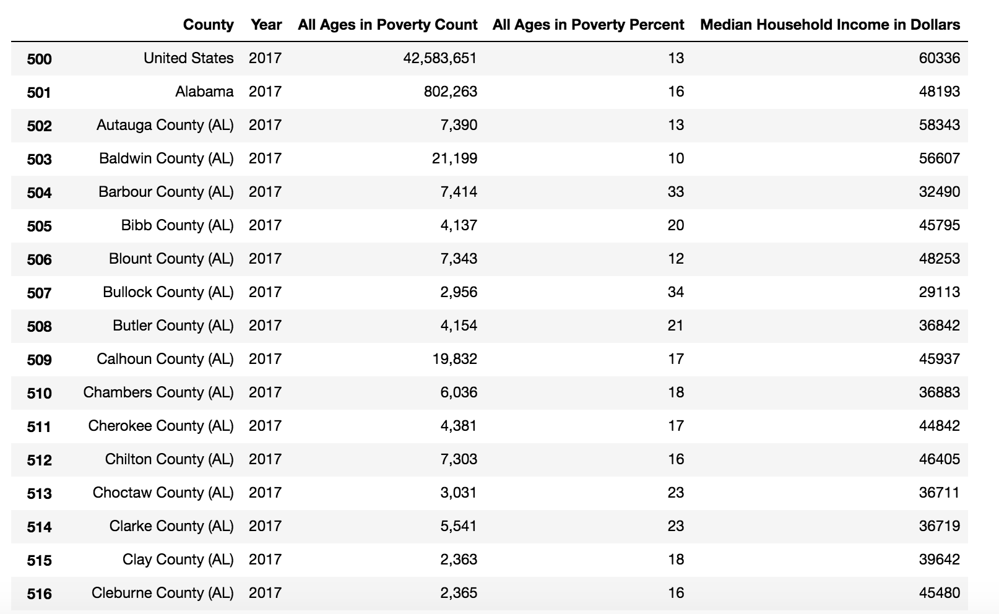 County Year All Ages in Poverty Count All Ages in Poverty Percent Median Household Income in Dollars
500 United States 2017 42,583,651 13 60336
501 Alabama 2017 802,263 16 48193
502 Autauga County (AL) 2017 7,390 13 58343
503 Baldwin County (AL) 2017 21,199 10 56607
504 Barbour County (AL) 2017 7,414 33 32490
505 Bibb County (AL) 2017 4,137 20 45795
506 Blount County (AL) 2017 7,343 12 48253
507 Bullock County (AL) 2017 2,956 34 29113
508 Butler County (AL) 2017 4,154 21 36842
509 Calhoun County (AL) 2017 19,832 17 45937
510 Chambers County (AL) 2017 6,036 18 36883
511 Cherokee County (AL) 2017 4,381 17 44842
512 Chilton County (AL) 2017 7,303 16 46405
513 Choctaw County (AL) 2017 3,031 23 36711
514 Clarke County (AL) 2017 5,541 23 36719
515 Clay County (AL) 2017 2,363 18 39642
516 Cleburne County (AL) 2017 2,365 16 45480